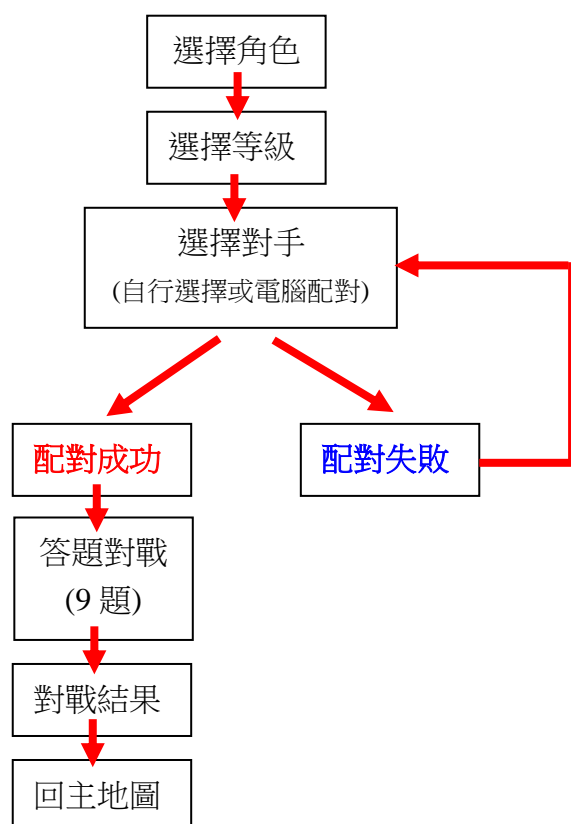 選擇角色
選擇等級
選擇對手
(自行選擇或電腦配對)
配對成功
配對失敗
答題對戰
(9 題)
對戰結果
回主地圖